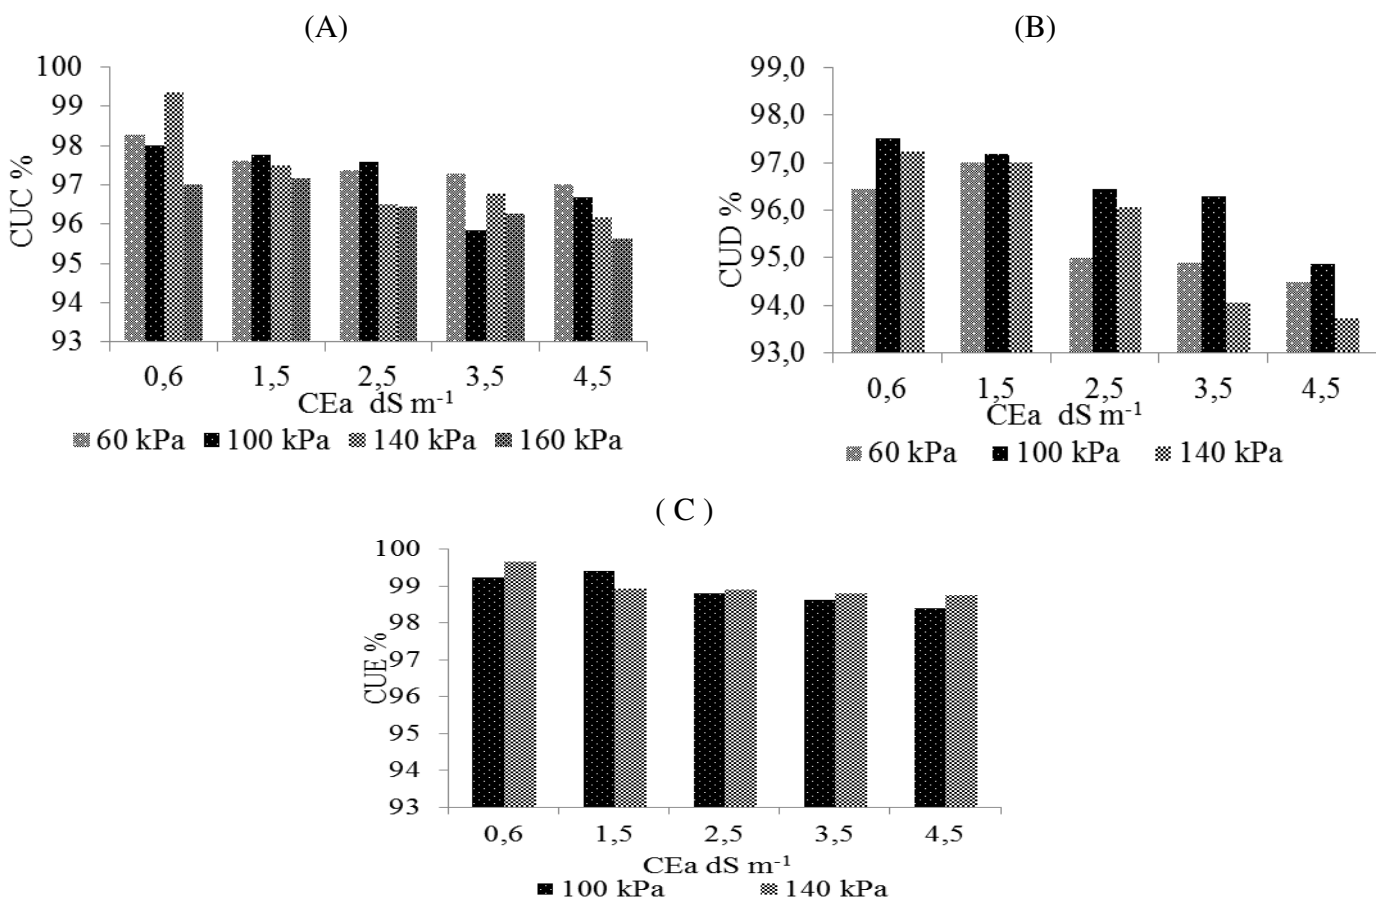 (A)
CUC %
100
99
98
97
96
95
94
93
0,6 1,5 2,5 3,5 4,5
CEa dS m-1
60 kPa 100 kPa 140 kPa 160 kPa
(B)
CUD %
99,0
98,0
97,0
96,0
95,0
94,0
93,0
0,6 1,5 2,5 3,5 4,5
CEa dS m-1
60 kPa 100 kPa 140 kPa
( C )
CUE %
100
99
98
97
96
95
94
93
0,6 1,5 2,5 3,5 4,5
CEa dS m-1
100 kPa 140 kPa